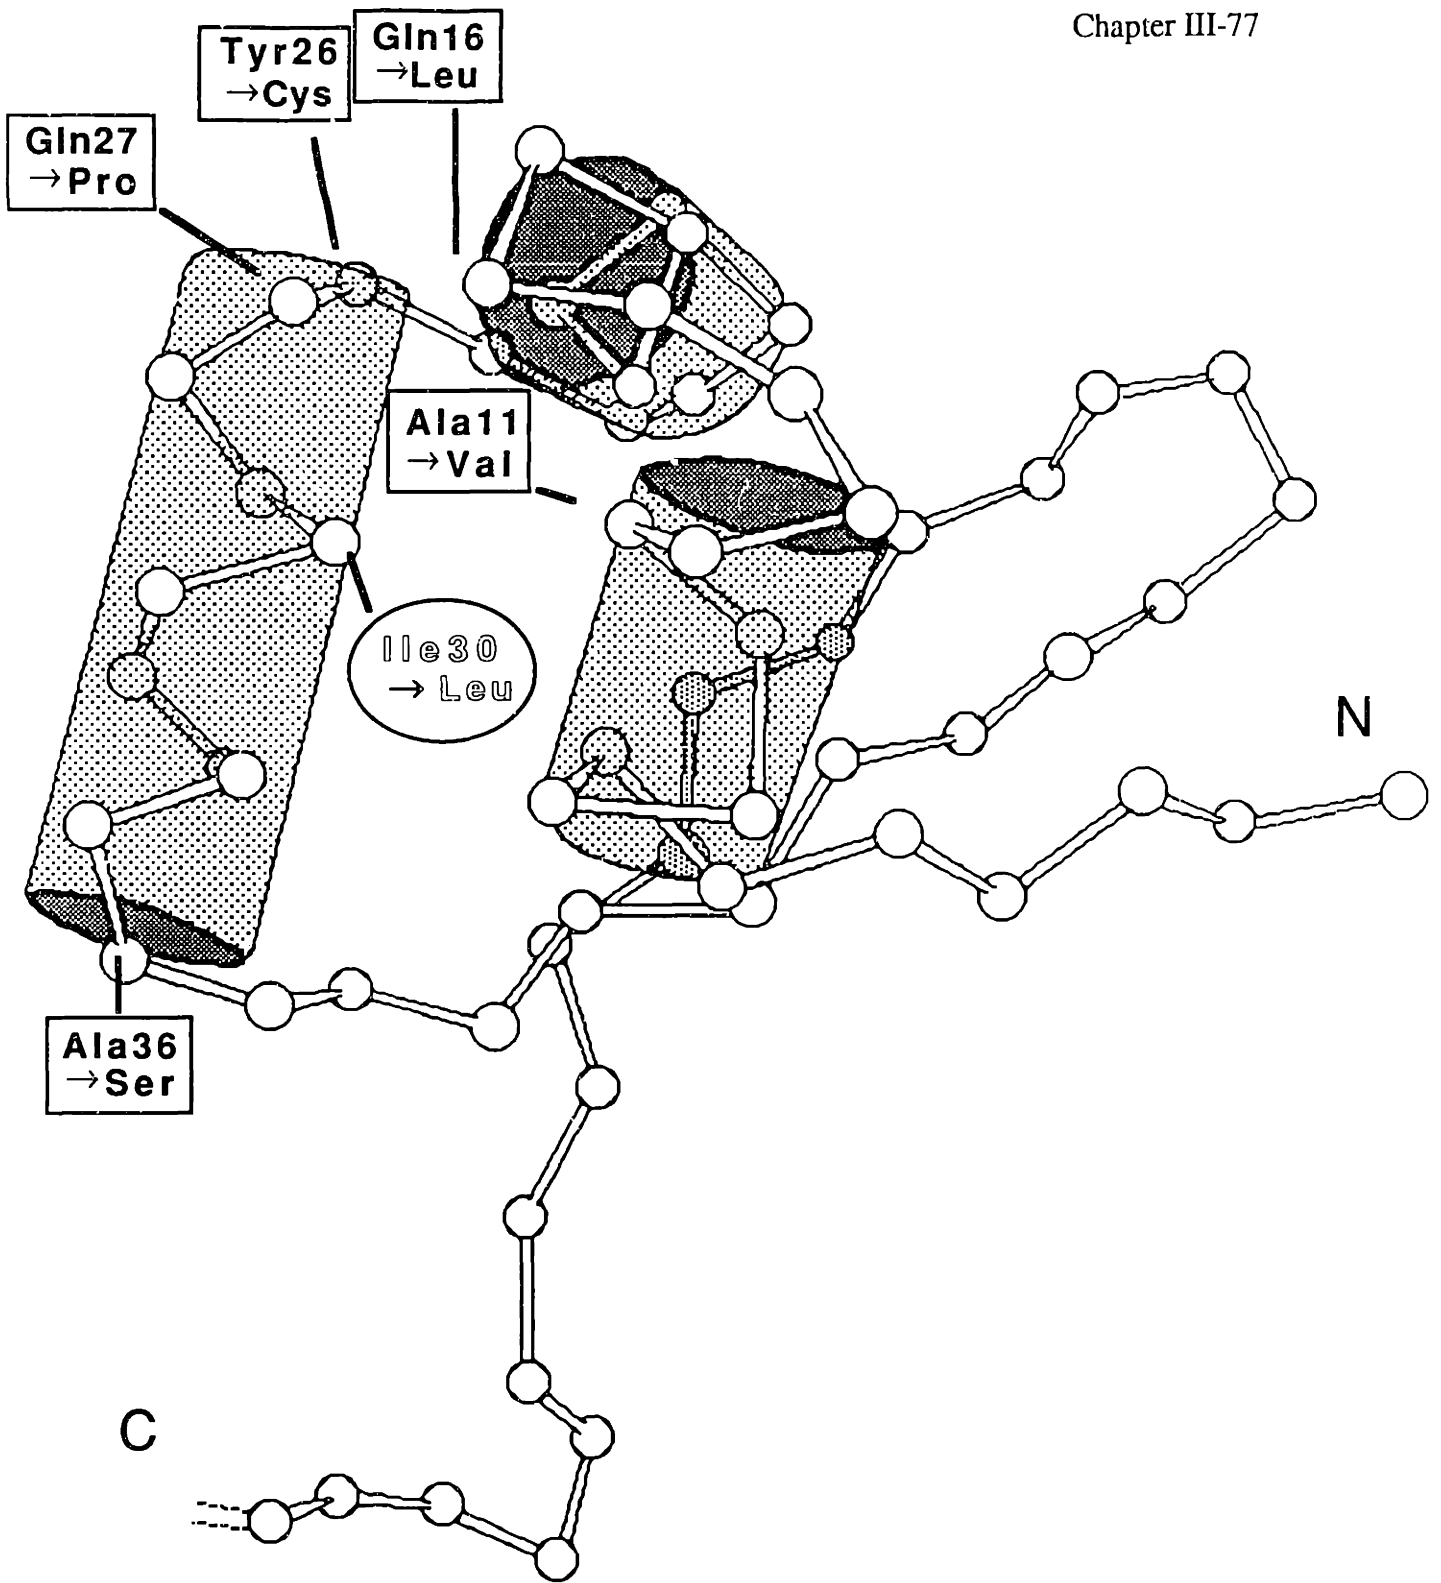 Chapter III-77
Gln16
→Leu
Tyr26
→Cys
Gln27
→Pro
Ala11
→Val
Ile30
→Leu
N
Ala36
→Ser
C